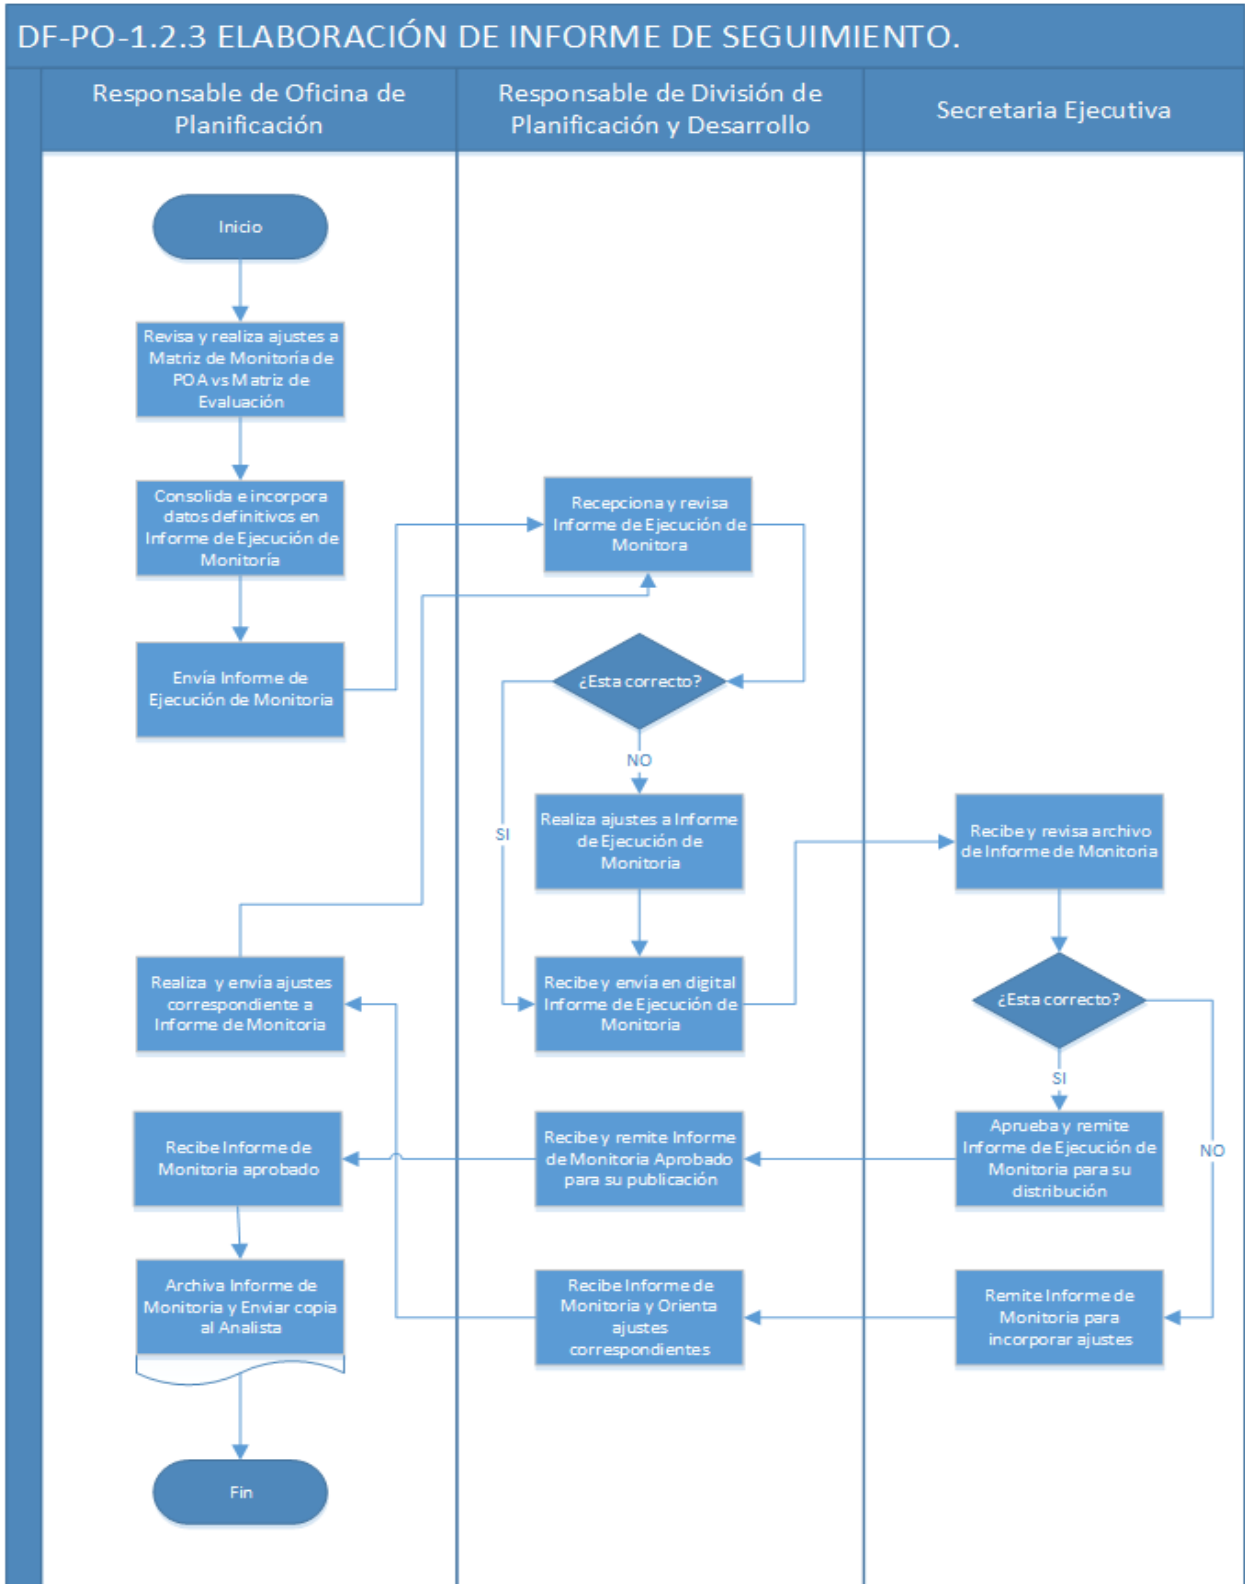 DF-PO-1.2.3 ELABORACIÓN DE INFORME DE SEGUIMIENTO.
Responsable de Oficina de
Planificación
Responsable de División de
Planificación y Desarrollo
Secretaria Ejecutiva
Inicio
Revisa y realiza ajustes a
Matriz de Monitoría de
POA vs Matriz de
Evaluación
Consolida e incorpora
datos definitivos en
Informe de Ejecución de
Monitoría
Recepciona y revisa
Informe de Ejecución de
Monitora
Envía Informe de
Ejecución de Monitoria
¿Esta correcto?
NO
SI
Realiza ajustes a Informe
de Ejecución de
Monitoria
Recibe y revisa archivo
de Informe de Monitoria
Realiza y envía ajustes
correspondiente a
Informe de Monitoria
Recibe y envía en digital
Informe de Ejecución de
Monitoria
¿Esta correcto?
SI
NO
Recibe Informe de
Monitoria aprobado
Recibe y remite Informe
de Monitoria Aprobado
para su publicación
Aprueba y remite
Informe de Ejecución de
Monitoria para su
distribución
Archiva Informe de
Monitoria y Enviar copia
al Analista
Recibe Informe de
Monitoria y Orienta
ajustes
correspondientes
Remite Informe de
Monitoria para
incorporar ajustes
Fin